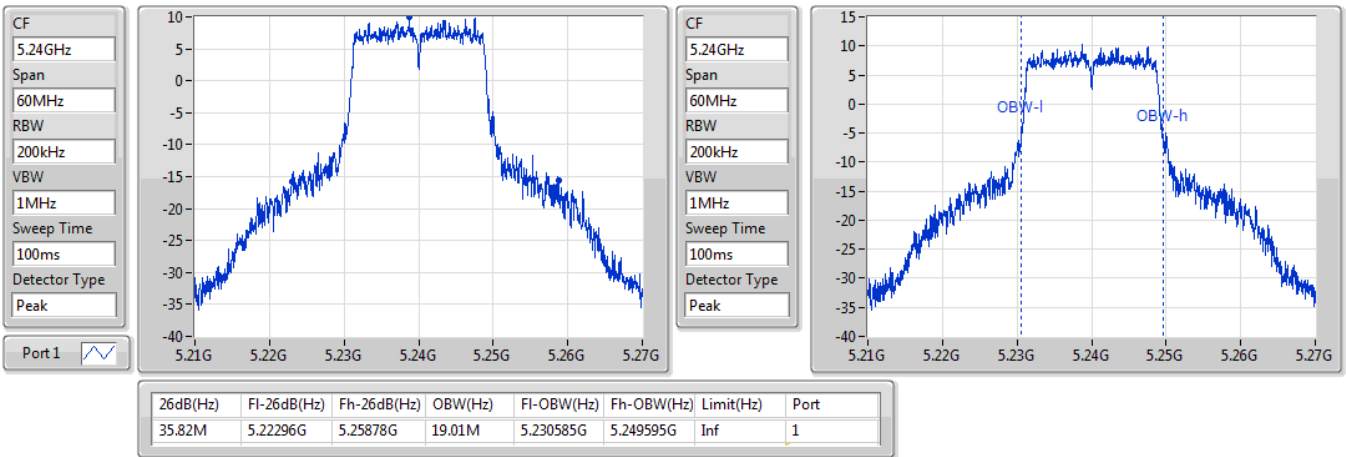 CF
5.24GHz
Span
60MHz
RBW
200kHz
VBW
1MHz
Sweep Time
100ms
Detector Type
Peak
Port 1
10
5
0
-5
-10
-15
-20
-25
-30
-35
-40
5.21G 5.22G 5.23G 5.24G 5.25G 5.26G 5.27G
CF
5.24GHz
Span
60MHz
RBW
200kHz
VBW
1MHz
Sweep Time
100ms
Detector Type
Peak
15
10
5
0
-5
-10
-15
-20
-25
-30
-35
-40
OBW-l
OBW-h
5.21G 5.22G 5.23G 5.24G 5.25G 5.26G 5.27G
26dB(Hz) Fl-26dB(Hz) Fh-26dB(Hz) OBW(Hz) Fl-OBW(Hz) Fh-OBW(Hz) Limit(Hz) Port
35.82M 5.22296G 5.25878G 19.01M 5.230585G 5.249595G Inf 1